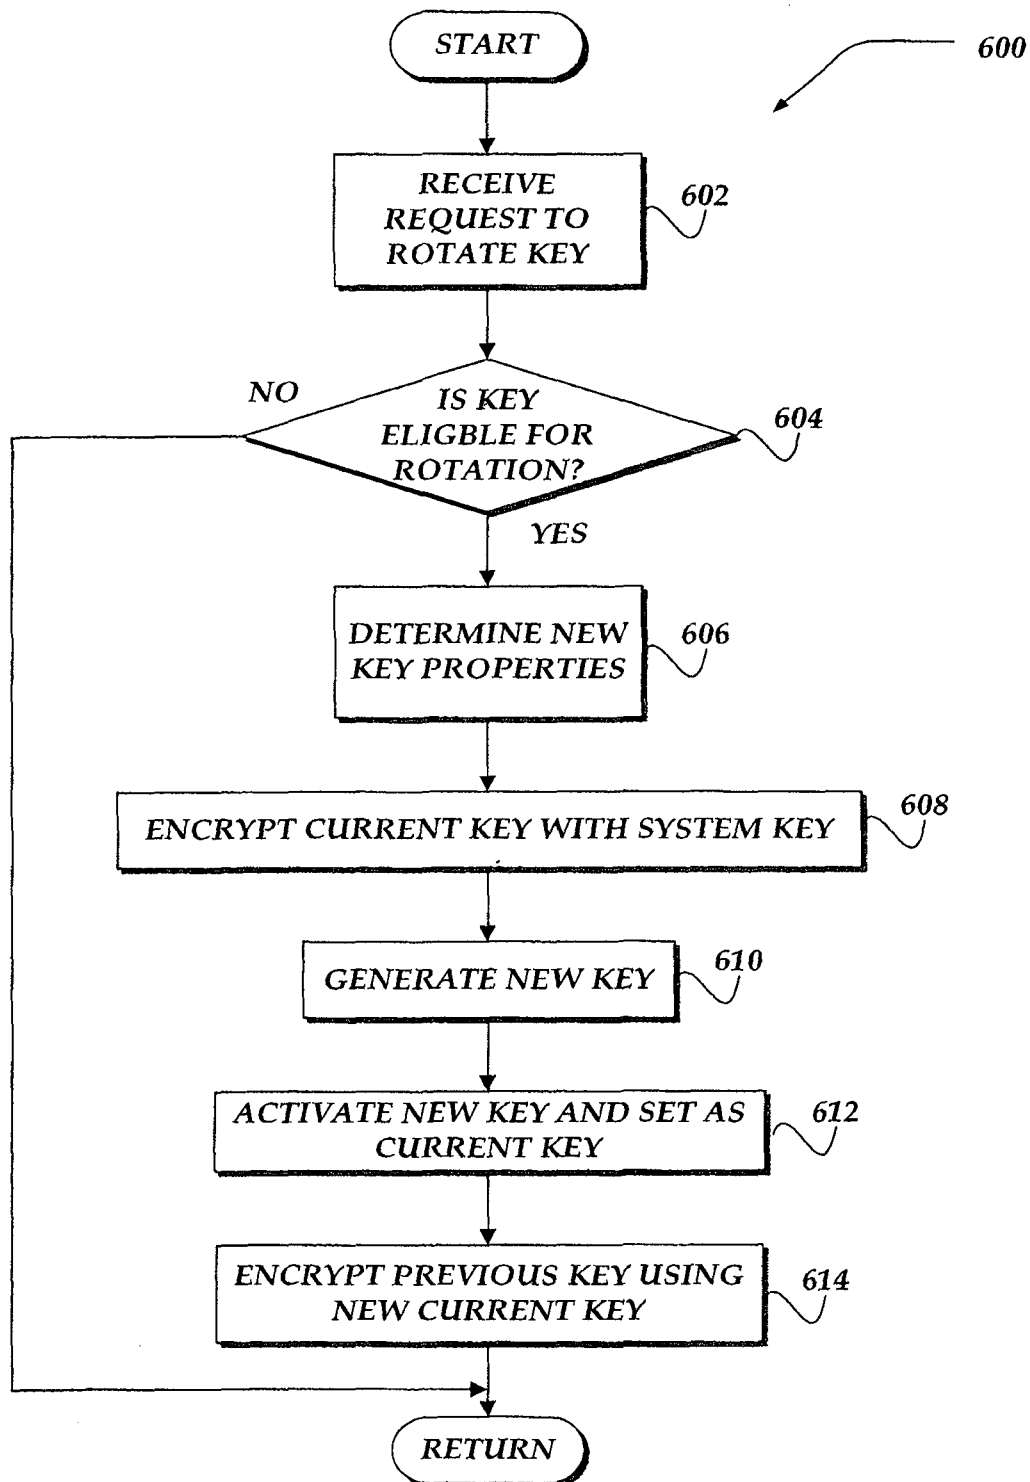 START
600
RECEIVE
REQUEST TO
ROTATE KEY
602
NO
IS KEY
ELIGBLE FOR
ROTATION?
604
YES
DETERMINE NEW
KEY PROPERTIES
606
ENCRYPT CURRENT KEY WITH SYSTEM KEY
608
GENERATE NEW KEY
610
ACTIVATE NEW KEY AND SET AS
CURRENT KEY
612
ENCRYPT PREVIOUS KEY USING
NEW CURRENT KEY
614
RETURN